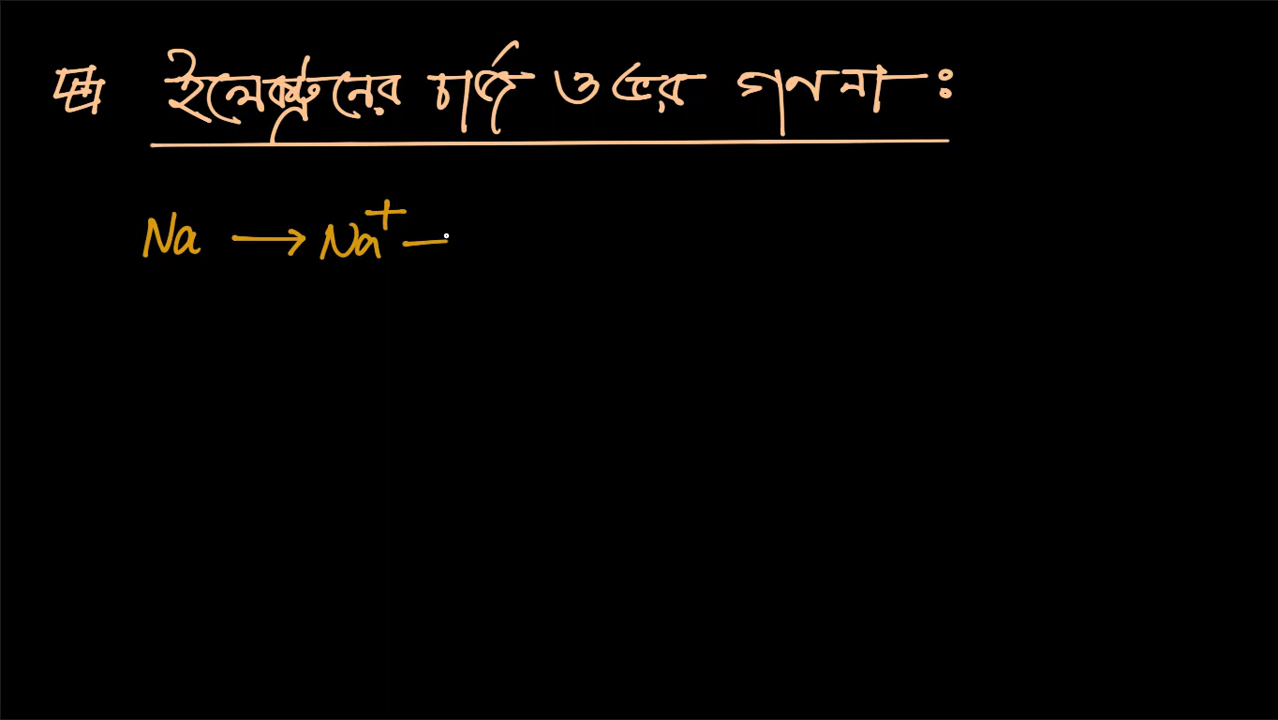 ইলেকট্রনের চার্জ ও ভর গণনা :
Na → Na⁺ —